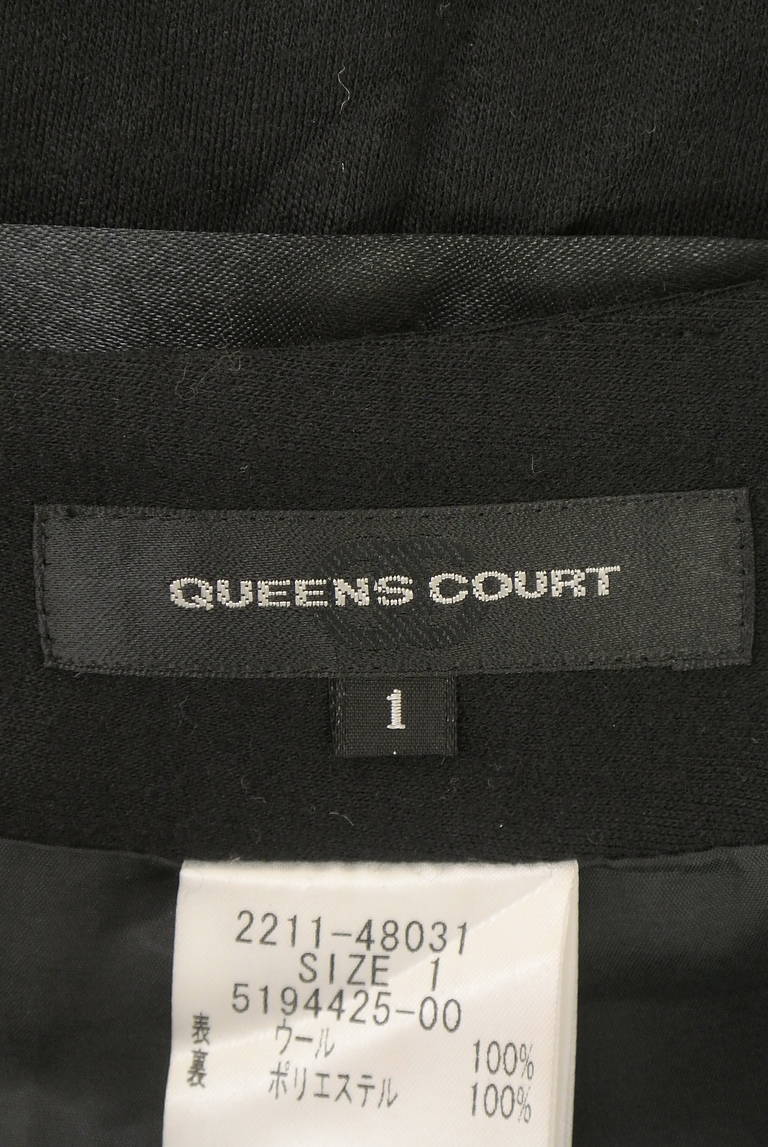 QUEENS COURT
1
2211-48031
SIZE 1
5194425-00
表 ウール 100%
裏 ポリエステル 100%